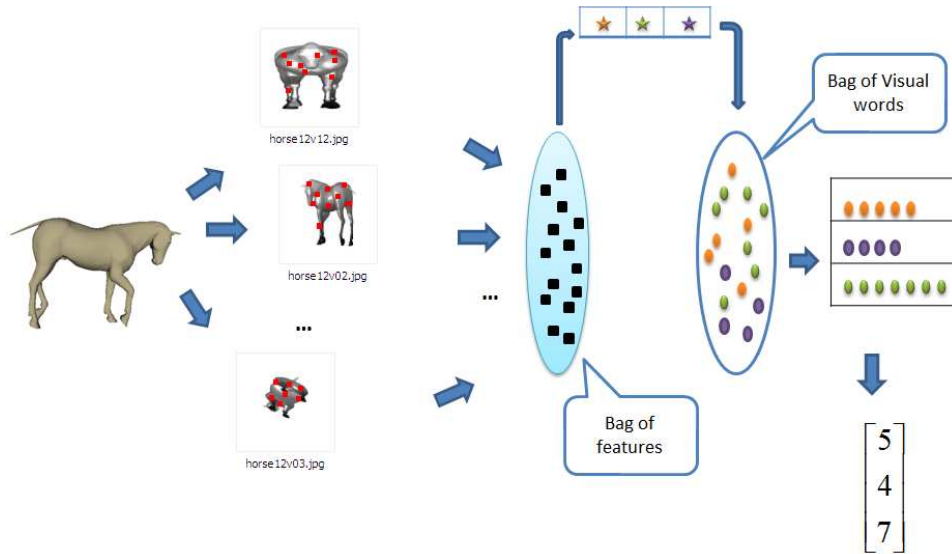 horse12v12.jpg
horse12v02.jpg
...
...
horse12v03.jpg
Bag of
features
Bag of Visual
words
5
4
7